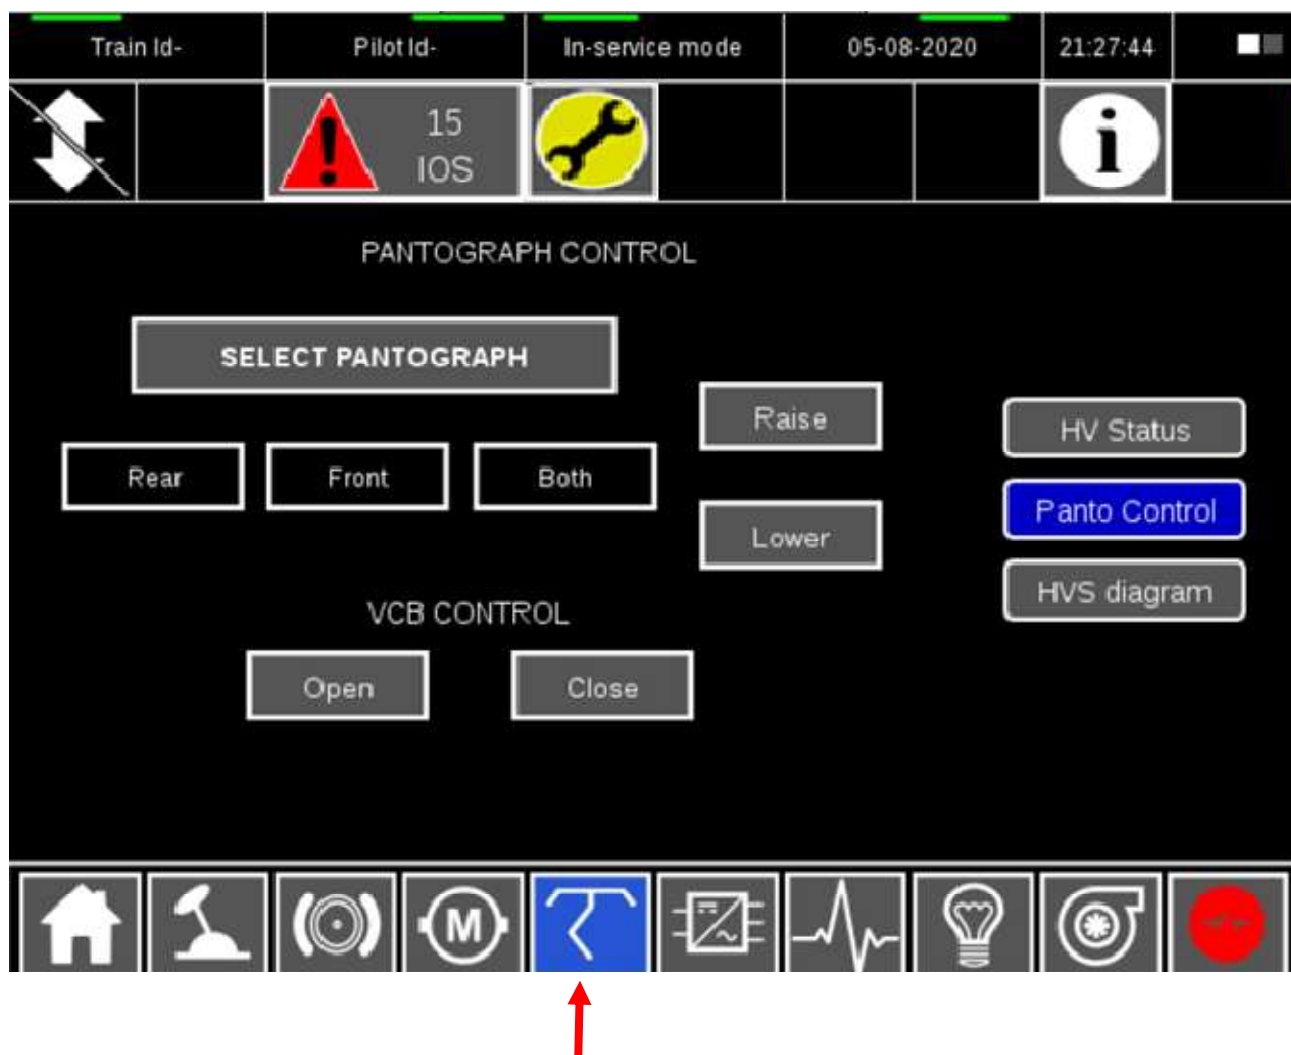 Train Id-
Pilot Id-
In-service mode
05-08-2020
21:27:44
15
IOS
i
PANTOGRAPH CONTROL
SELECT PANTOGRAPH
Raise
HV Status
Rear
Front
Both
Panto Control
Lower
HVS diagram
VCB CONTROL
Open
Close
M